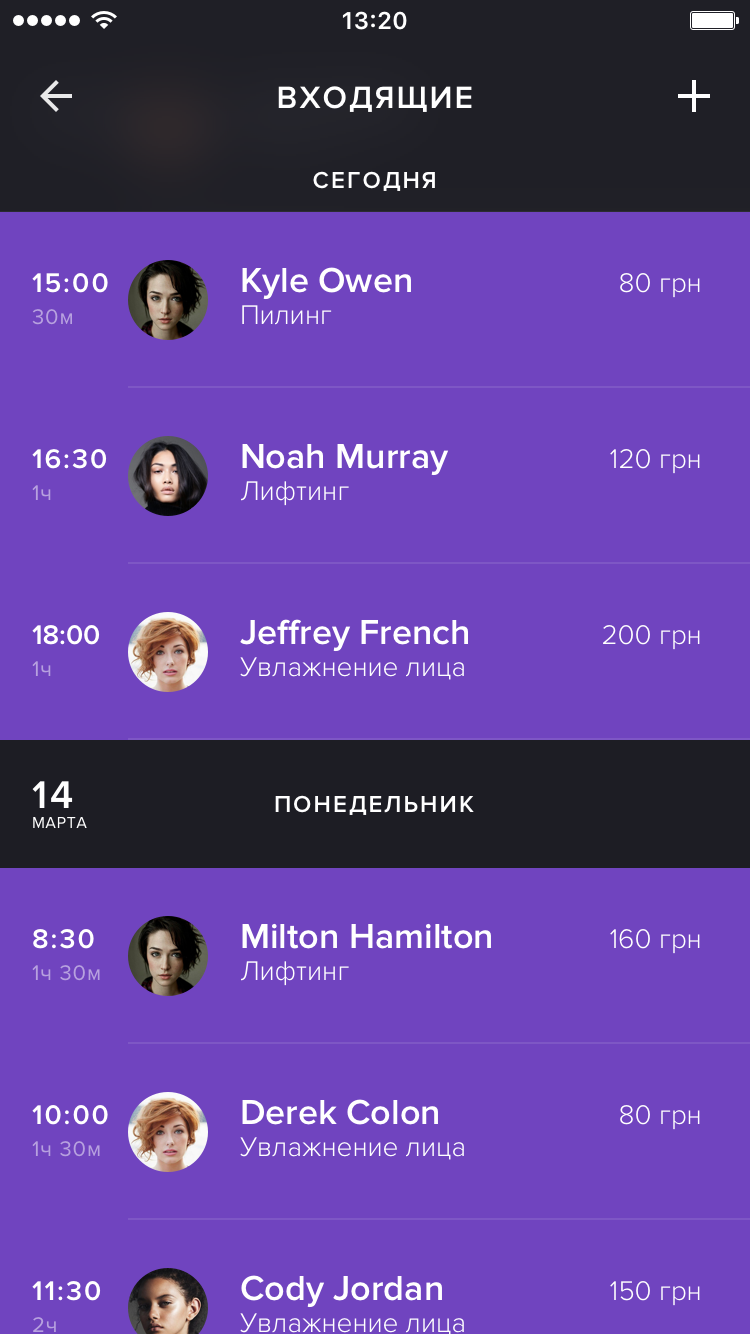 13:20
ВХОДЯЩИЕ
СЕГОДНЯ
15:00 Kyle Owen 80 грн
30м Пилинг
16:30 Noah Murray 120 грн
1ч Лифтинг
18:00 Jeffrey French 200 грн
1ч Увлажнение лица
14
МАРТА
ПОНЕДЕЛЬНИК
8:30 Milton Hamilton 160 грн
1ч 30м Лифтинг
10:00 Derek Colon 80 грн
1ч 30м Увлажнение лица
11:30 Cody Jordan 150 грн
2ч Увлажнение лица